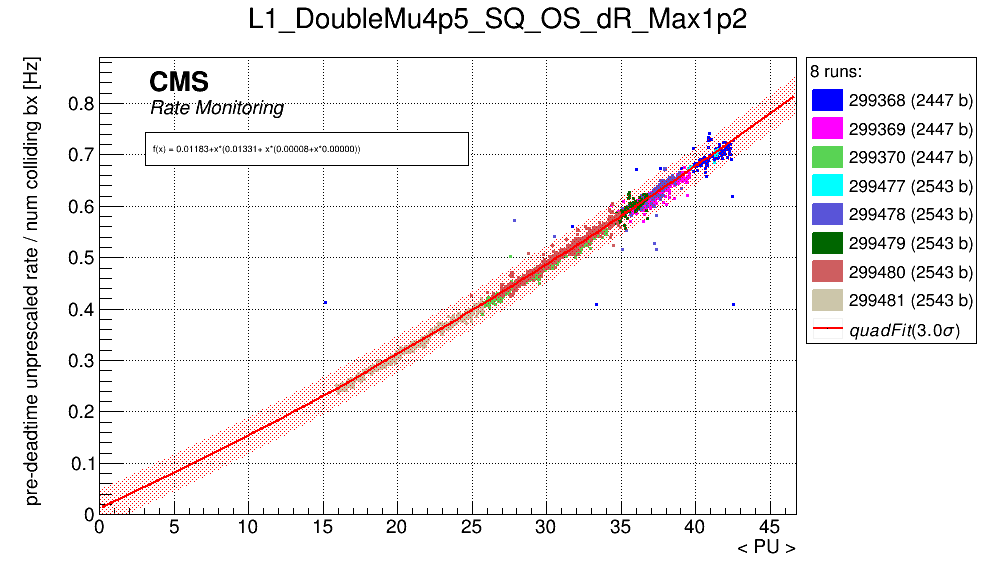 L1_DoubleMu4p5_SQ_OS_dR_Max1p2
pre-deadtime unprescaled rate / num colliding bx [Hz]
CMS
Rate Monitoring
f(x) = 0.01183+x*(0.01331+ x*(0.00008+x*0.00000))
0.8
0.7
0.6
0.5
0.4
0.3
0.2
0.1
0
0 5 10 15 20 25 30 35 40 45
< PU >
8 runs:
299368 (2447 b)
299369 (2447 b)
299370 (2447 b)
299477 (2543 b)
299478 (2543 b)
299479 (2543 b)
299480 (2543 b)
299481 (2543 b)
quadFit(3.0σ)